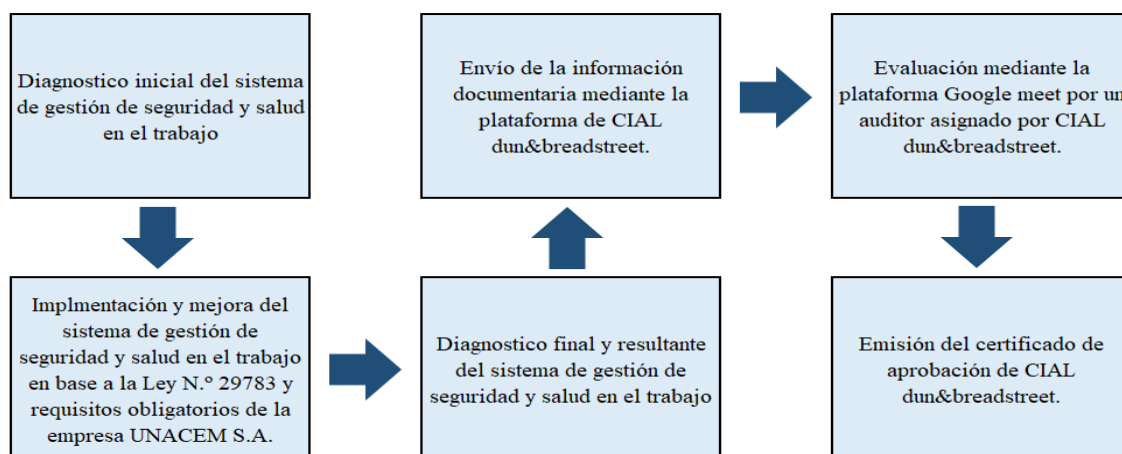 Diagnostico inicial del sistema
de gestión de seguridad y salud
en el trabajo
Implmentación y mejora del
sistema de gestión de
seguridad y salud en el trabajo
en base a la Ley N.º 29783 y
requisitos obligatorios de la
empresa UNACEM S.A.
Diagnostico final y resultante
del sistema de gestión de
seguridad y salud en el trabajo
Envío de la información
documentaria mediante la
plataforma de CIAL
dun&breadstreet.
Evaluación mediante la
plataforma Google meet por un
auditor asignado por CIAL
dun&breadstreet.
Emisión del certificado de
aprobación de CIAL
dun&breadstreet.